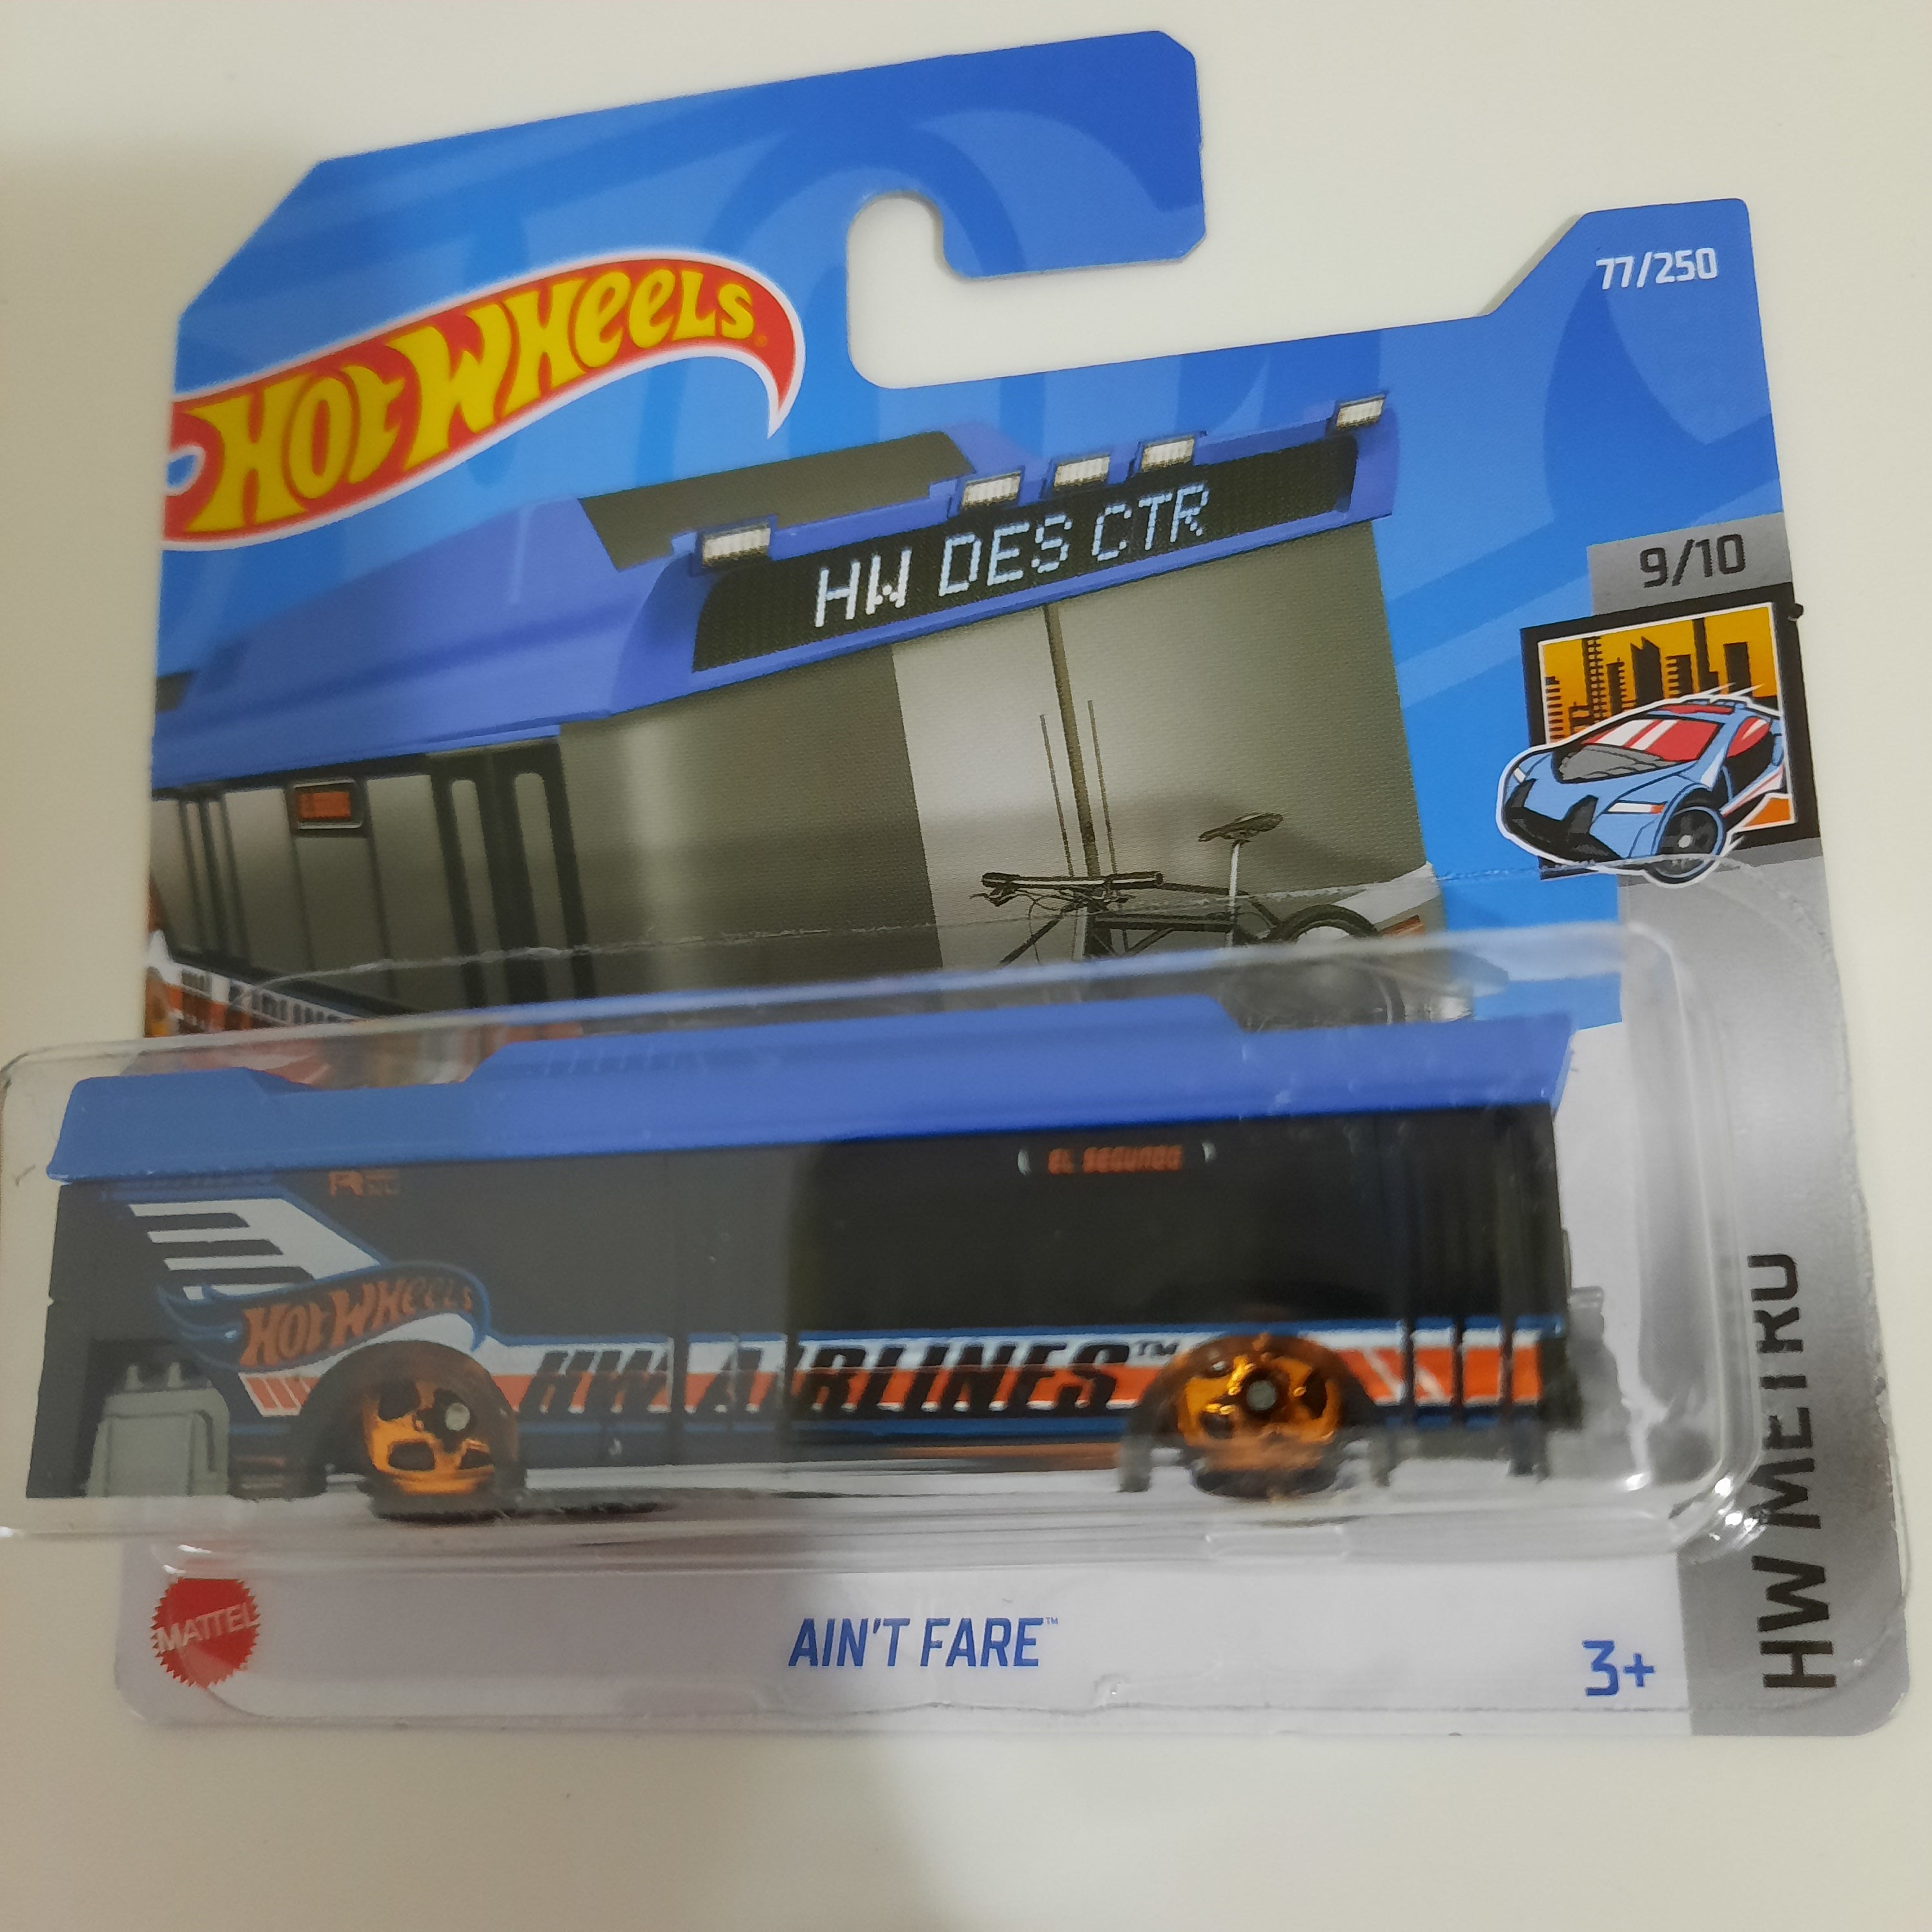 HOT WHEELS
77/250
9/10
HW DES CTR
EL SEGUNDO
HOT WHEELS
HW AIRLINES™
HW METRO
MATTEL
AIN'T FARE™
3+